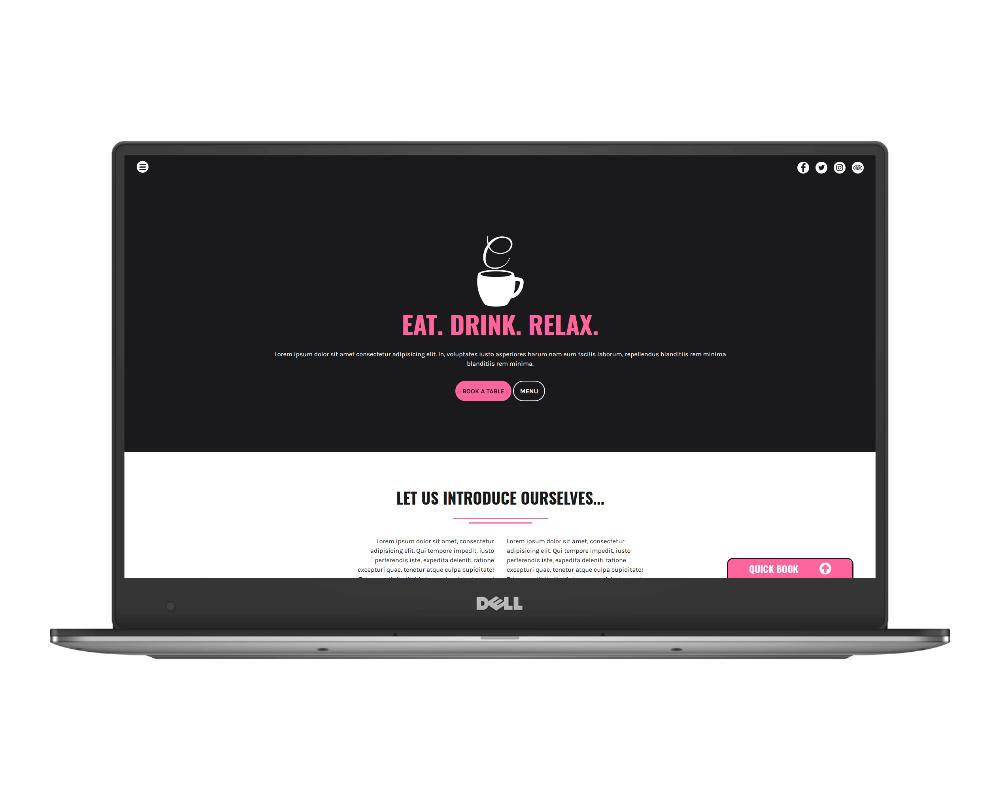 e
EAT. DRINK. RELAX.
Lorem ipsum dolor sit amet consectetur adipisicing elit. In, voluptates iusto asperiores harum nam eum facilis laborum, repellendus blanditiis rem minima
blanditiis rem minima.
BOOK A TABLE MENU
LET US INTRODUCE OURSELVES...
Lorem ipsum dolor sit amet, consectetur
adipisicing elit. Qui tempore impedit, iusto
perferendis iste, expedita deleniti ratione
excepturi quae, tenetur atque culpa cupiditate!
Lorem ipsum dolor sit amet, consectetur
adipisicing elit. Qui tempore impedit, iusto
perferendis iste, expedita deleniti ratione
excepturi quae, tenetur atque culpa cupiditate!
QUICK BOOK
DELL